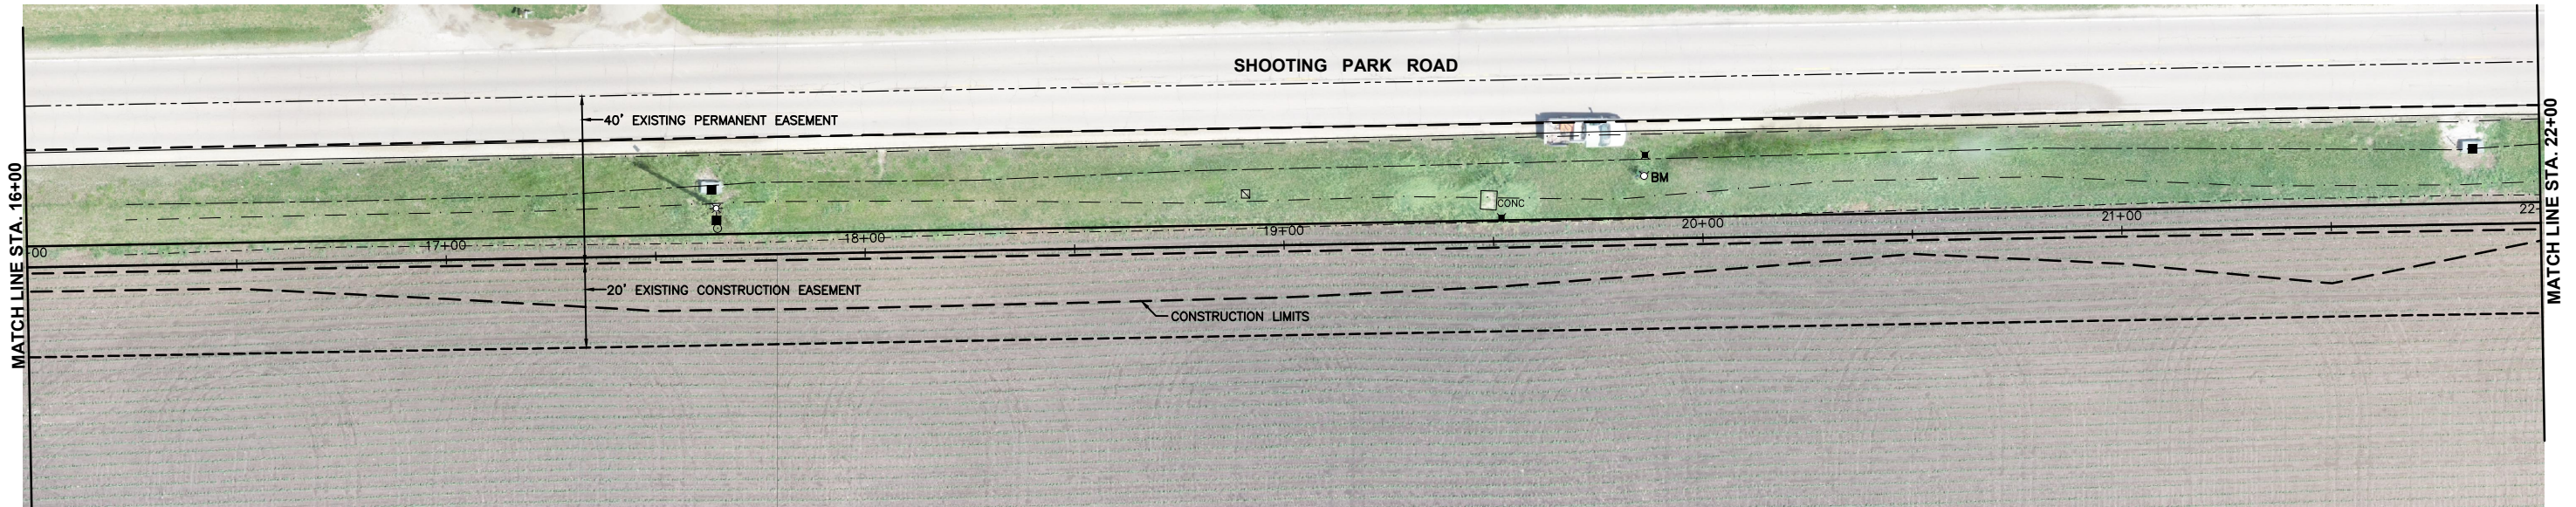 SHOOTING PARK ROAD
40' EXISTING PERMANENT EASEMENT
MATCH LINE STA. 16+00
MATCH LINE STA. 22+00
BM
CONC
00
17+00
18+00
19+00
20+00
21+00
22
20' EXISTING CONSTRUCTION EASEMENT
CONSTRUCTION LIMITS